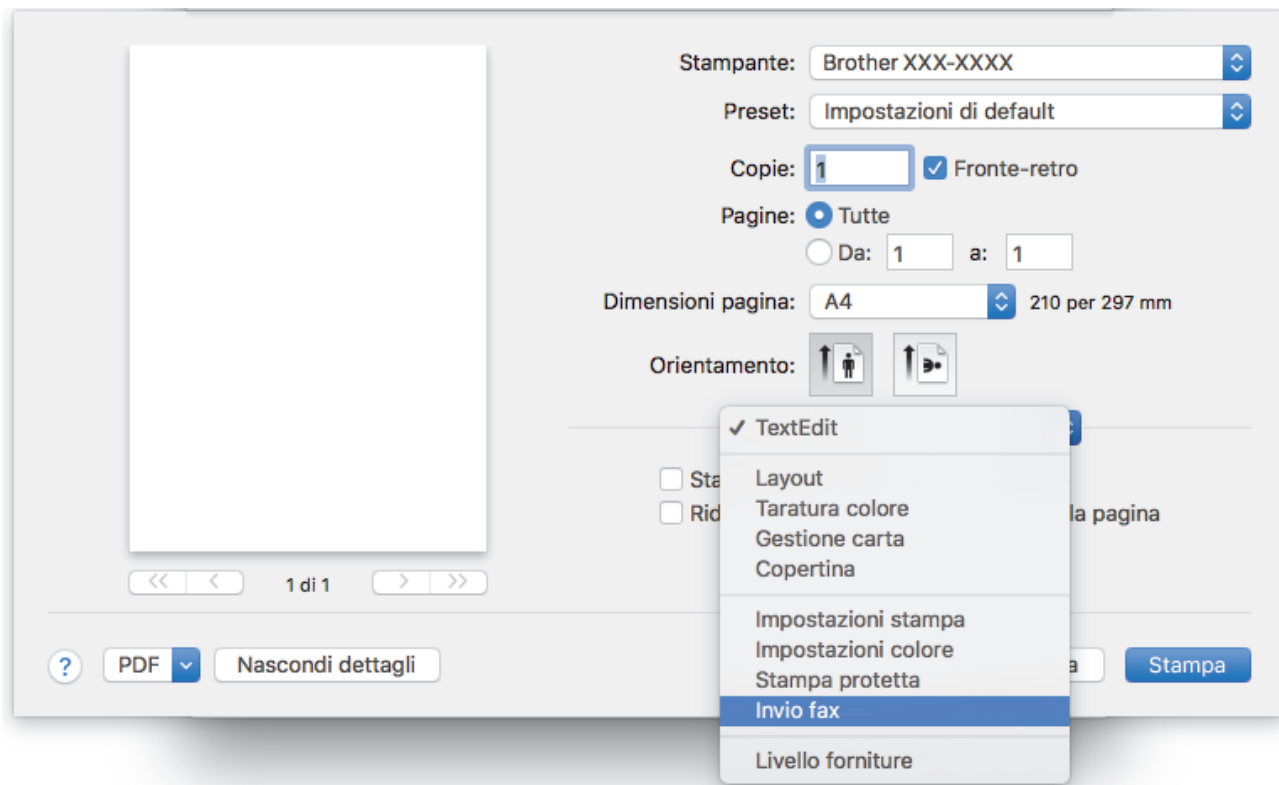 Stampante: Brother XXX-XXXX
Preset: Impostazioni di default
Copie: 1 Fronte-retro
Pagine: Tutte
Da: 1 a: 1
Dimensioni pagina: A4 210 per 297 mm
Orientamento:
TextEdit
Layout
Taratura colore
Gestione carta
Copertina
la pagina
Impostazioni stampa
Impostazioni colore
Stampa protetta
Invio fax
Livello forniture
1 di 1
? PDF Nascondi dettagli Stampa